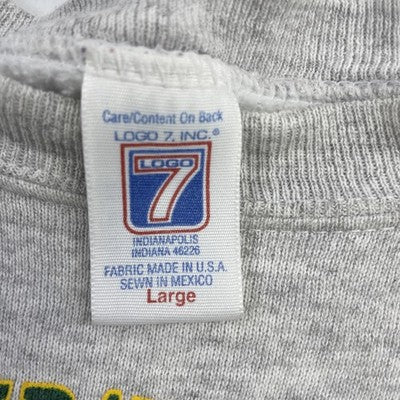 Care/Content On Back
LOGO 7, INC.®
LOGO
7
INDIANAPOLIS
INDIANA 46226
FABRIC MADE IN U.S.A.
SEWN IN MEXICO
Large